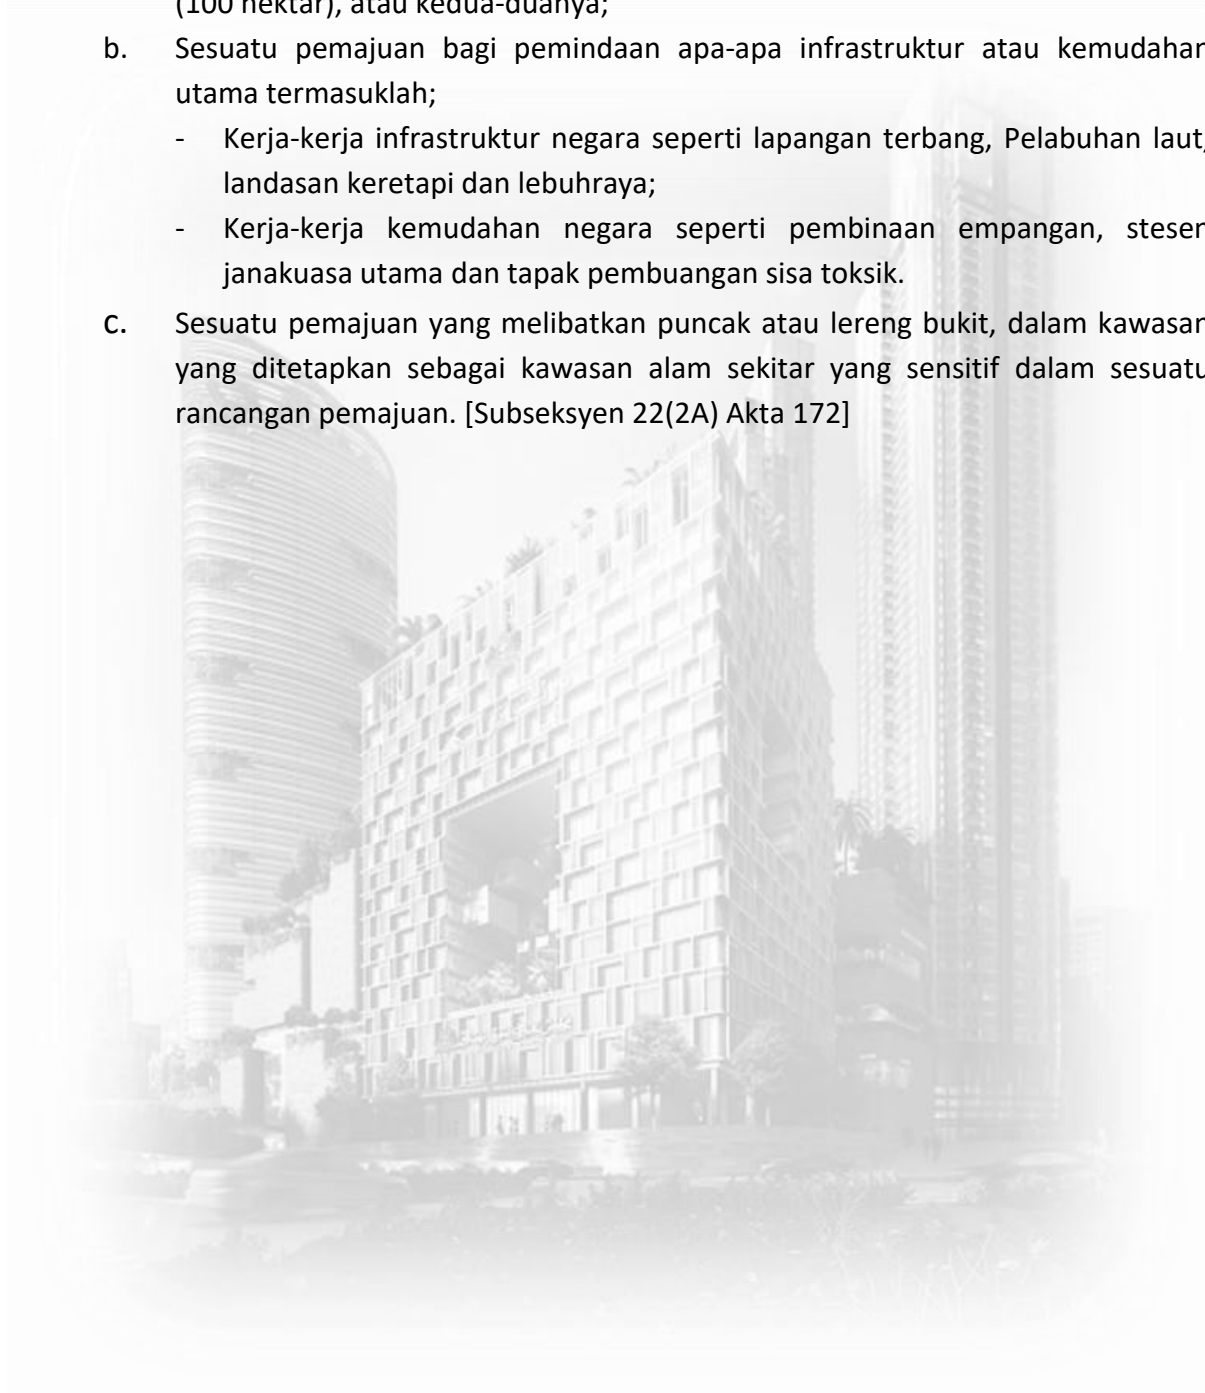 (100 hektar), atau kedua-duanya;
b. Sesuatu pemajuan bagi pemindaan apa-apa infrastruktur atau kemudahan
utama termasuklah;
- Kerja-kerja infrastruktur negara seperti lapangan terbang, Pelabuhan laut,
landasan keretapi dan lebuhraya;
- Kerja-kerja kemudahan negara seperti pembinaan empangan, stesen
janakuasa utama dan tapak pembuangan sisa toksik.
c. Sesuatu pemajuan yang melibatkan puncak atau lereng bukit, dalam kawasan
yang ditetapkan sebagai kawasan alam sekitar yang sensitif dalam sesuatu
rancangan pemajuan. [Subseksyen 22(2A) Akta 172]